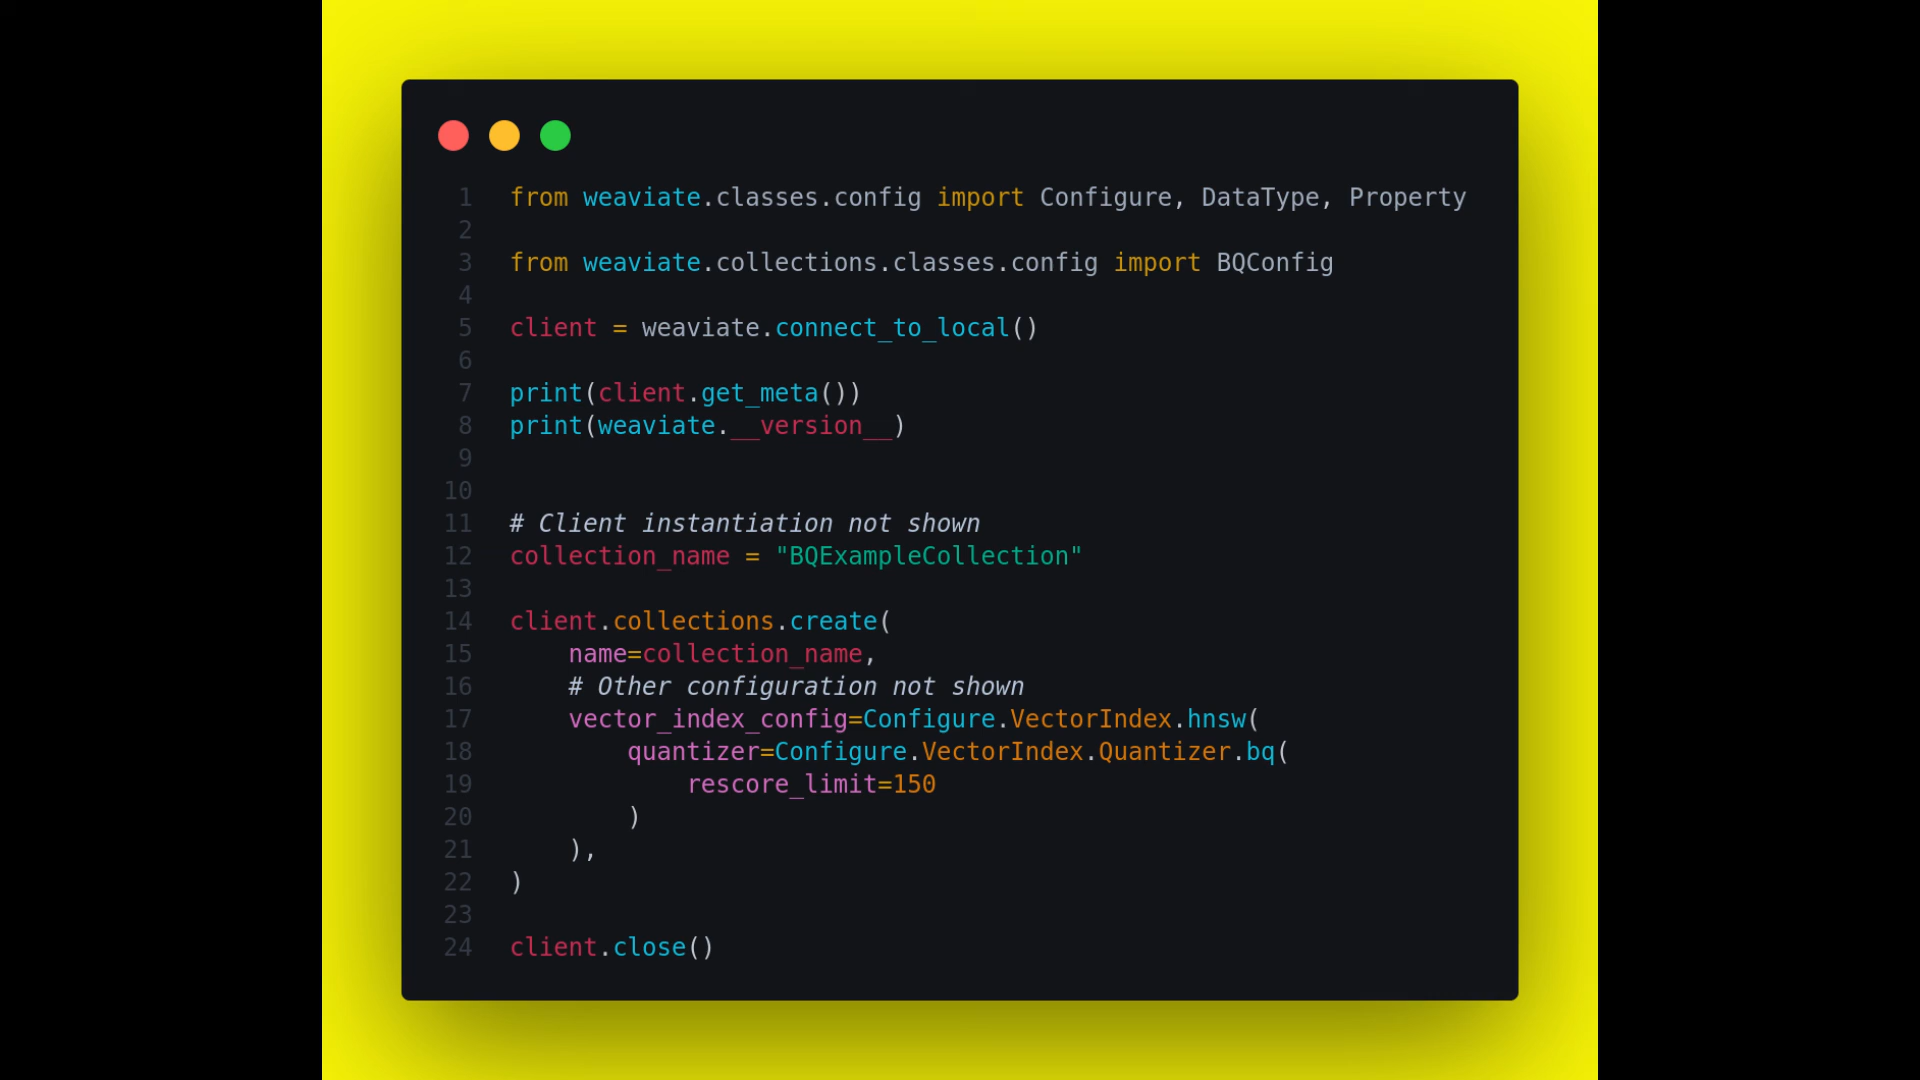 1 from weaviate.classes.config import Configure, DataType, Property
2
3 from weaviate.collections.classes.config import BQConfig
4
5 client = weaviate.connect_to_local()
6
7 print(client.get_meta())
8 print(weaviate.__version__)
9
10
11 # Client instantiation not shown
12 collection_name = "BQExampleCollection"
13
14 client.collections.create(
15     name=collection_name,
16     # Other configuration not shown
17     vector_index_config=Configure.VectorIndex.hnsw(
18         quantizer=Configure.VectorIndex.Quantizer.bq(
19             rescore_limit=150
20         )
21     ),
22 )
23
24 client.close()